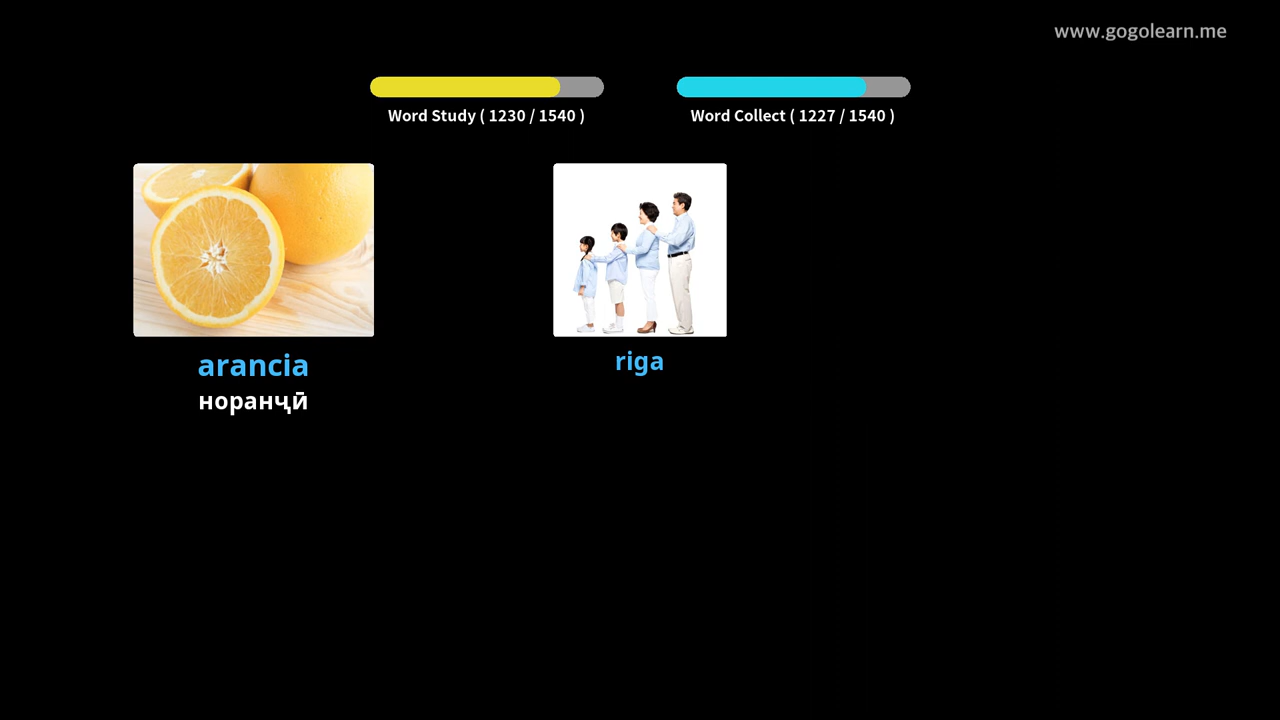 www.gogolearn.me
Word Study ( 1230 / 1540 )
Word Collect ( 1227 / 1540 )
arancia
норанҷӣ
riga